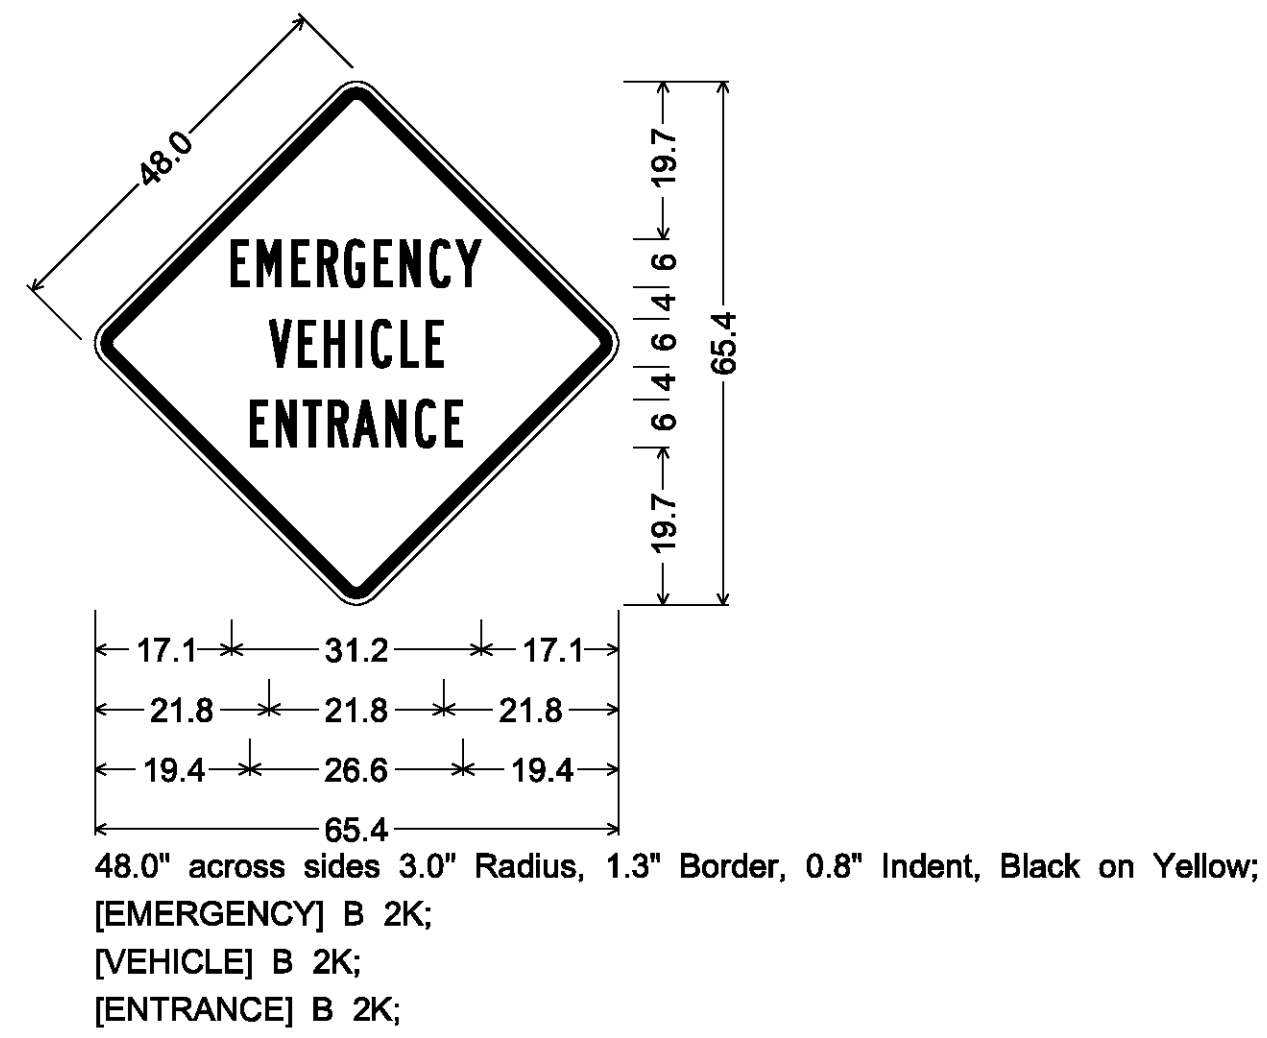 48.0
19.7
EMERGENCY
6
4
VEHICLE
6
65.4
4
ENTRANCE
6
19.7
17.1 31.2 17.1
21.8 21.8 21.8
19.4 26.6 19.4
65.4
48.0" across sides 3.0" Radius, 1.3" Border, 0.8" Indent, Black on Yellow;
[EMERGENCY] B 2K;
[VEHICLE] B 2K;
[ENTRANCE] B 2K;